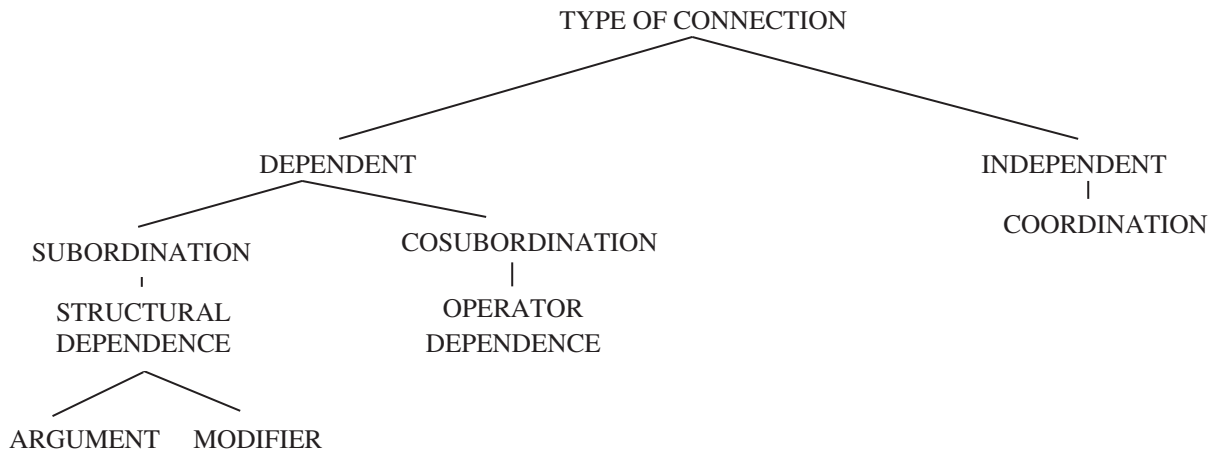 TYPE OF CONNECTION
DEPENDENT
INDEPENDENT
SUBORDINATION
COSUBORDINATION
COORDINATION
STRUCTURAL
DEPENDENCE
OPERATOR
DEPENDENCE
ARGUMENT
MODIFIER